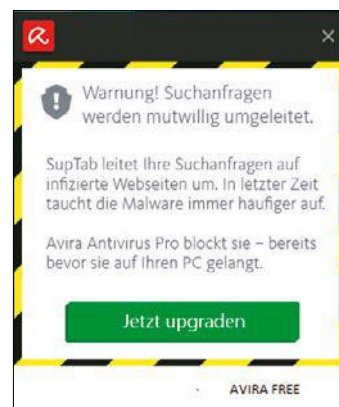 Warnung! Suchanfragen
werden mutwillig umgeleitet.
SupTab leitet Ihre Suchanfragen auf
infizierte Webseiten um. In letzter Zeit
taucht die Malware immer häufiger auf.
Avira Antivirus Pro blockt sie – bereits
bevor sie auf Ihren PC gelangt.
Jetzt upgraden
AVIRA FREE